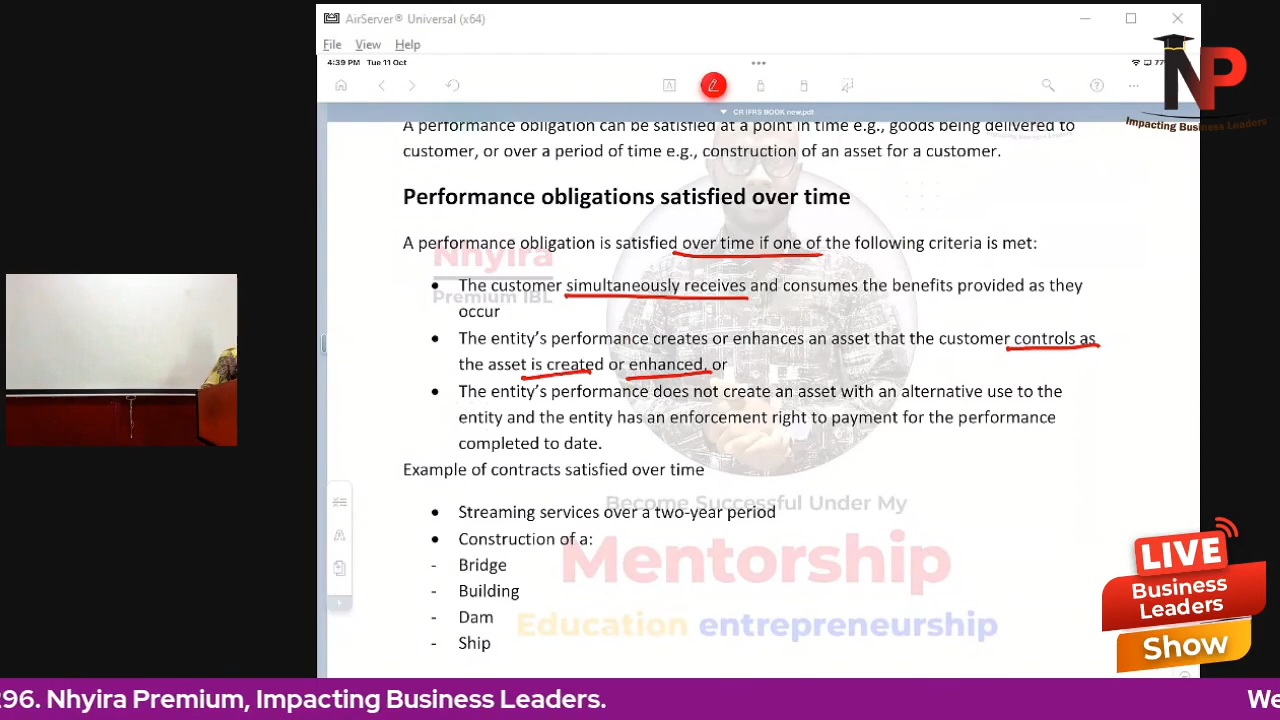 AirServer® Universal (x64)
File View Help
4:39 PM Tue 11 Oct
77
CR IFRS BOOK new.pdf
NP
Impacting Business Leaders
A performance obligation can be satisfied at a point in time e.g., goods being delivered to
customer, or over a period of time e.g., construction of an asset for a customer.
Performance obligations satisfied over time
A performance obligation is satisfied over time if one of the following criteria is met:
Nhyira
Premium IBL
• The customer simultaneously receives and consumes the benefits provided as they
occur
• The entity's performance creates or enhances an asset that the customer controls as
the asset is created or enhanced, or
• The entity's performance does not create an asset with an alternative use to the
entity and the entity has an enforcement right to payment for the performance
completed to date.
Example of contracts satisfied over time
Become Successful Under My
• Streaming services over a two-year period
• Construction of a:
Mentorship
- Bridge
- Building
- Dam
Education entrepreneurship
- Ship
LIVE
Business
Leaders
Show
296. Nhyira Premium, Impacting Business Leaders.
We